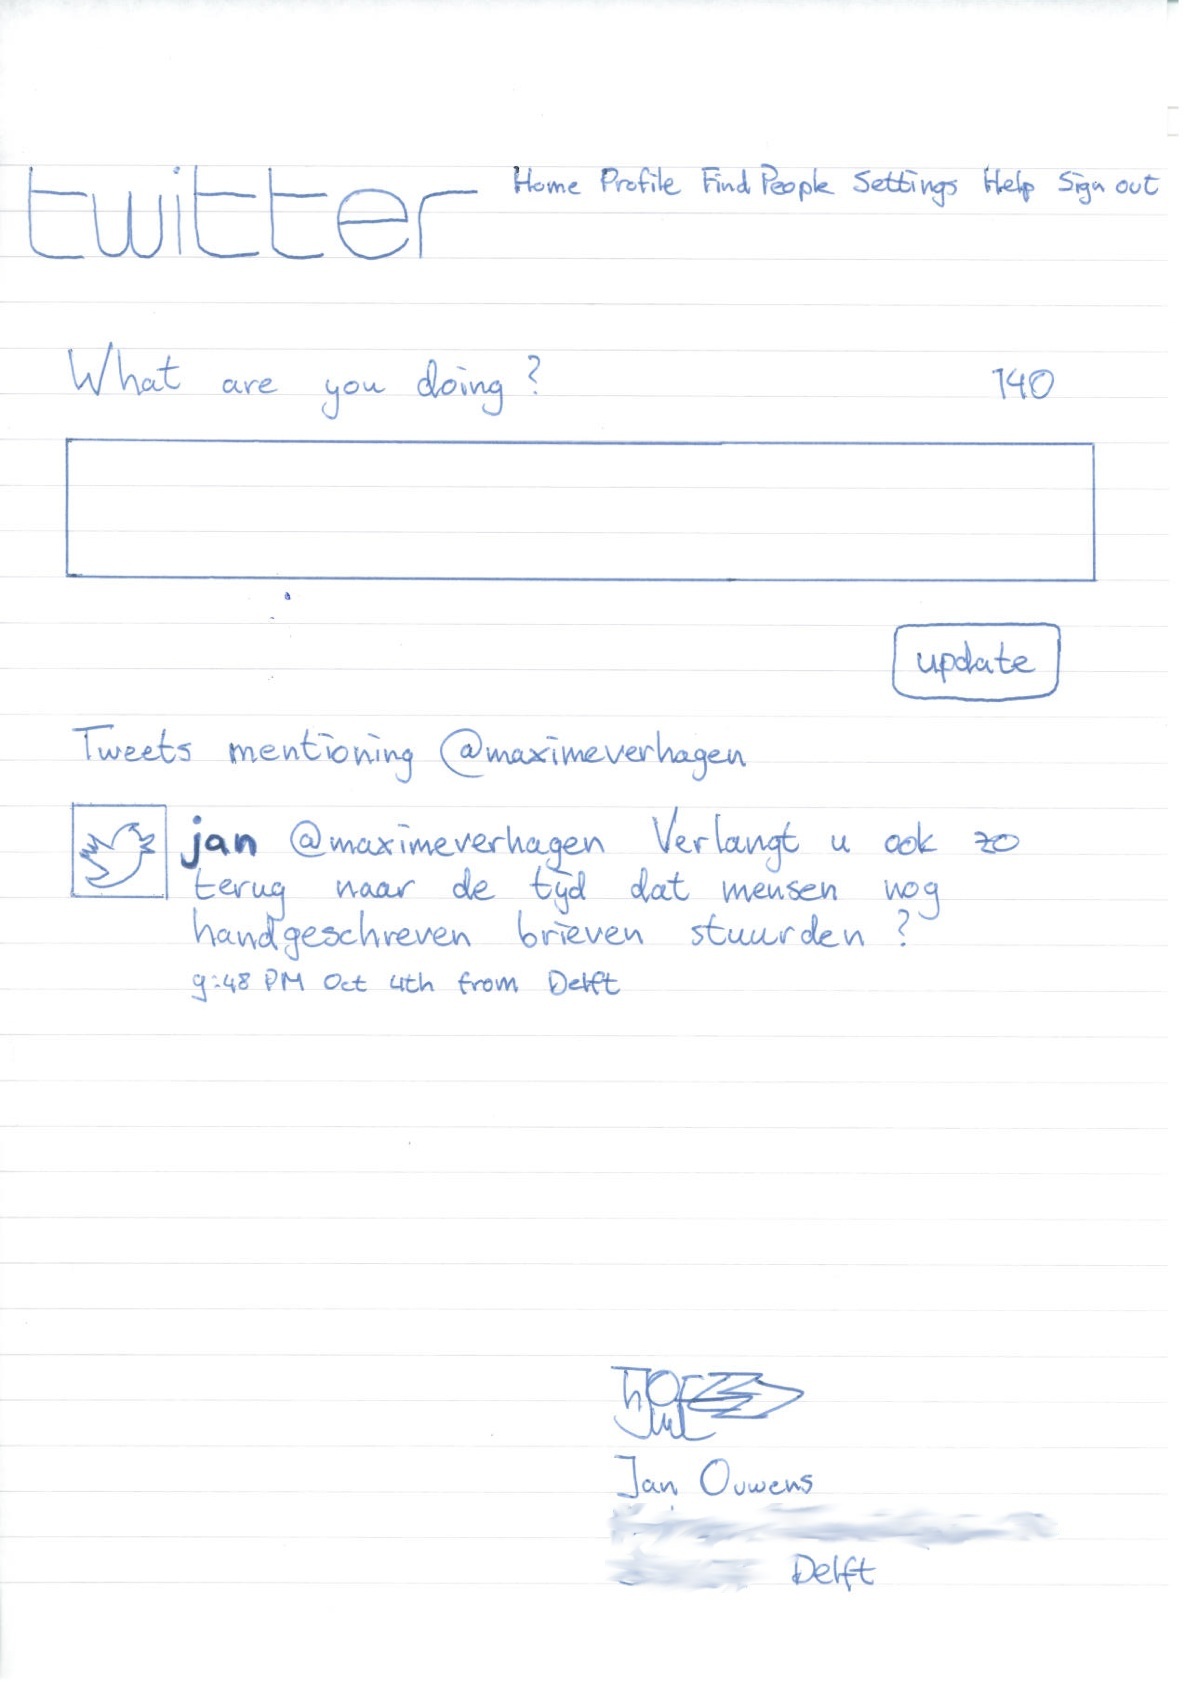 twitter
Home Profile Find People Settings Help Sign out
What are you doing? 140
update
Tweets mentioning @maximeverhagen
jan @maximeverhagen Verlangt u ook zo
terug naar de tijd dat mensen nog
handgeschreven brieven stuurden?
9:48 PM Oct 4th from Delft
Jan Ouwens
Delft